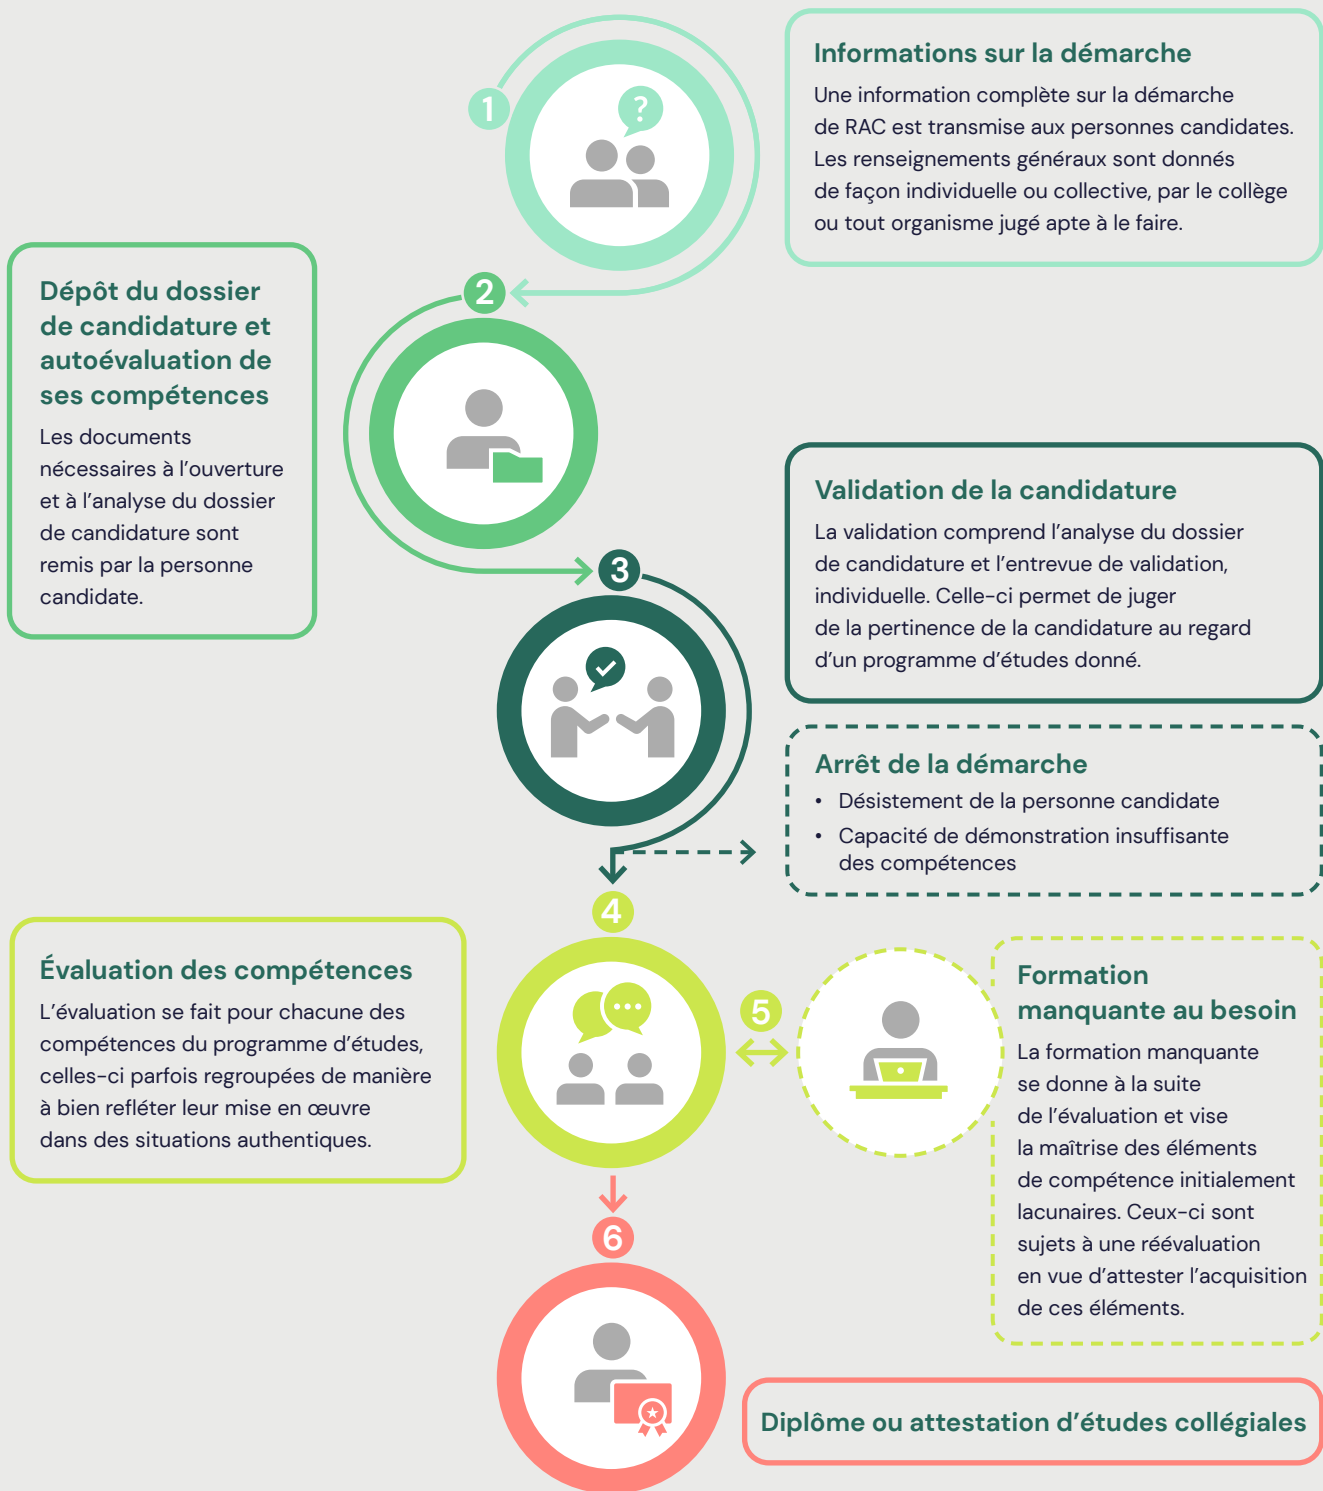 1
?
Informations sur la démarche
Une information complète sur la démarche
de RAC est transmise aux personnes candidates.
Les renseignements généraux sont donnés
de façon individuelle ou collective, par le collège
ou tout organisme jugé apte à le faire.
2
Dépôt du dossier
de candidature et
autoévaluation de
ses compétences
Les documents
nécessaires à l’ouverture
et à l’analyse du dossier
de candidature sont
remis par la personne
candidate.
3
Validation de la candidature
La validation comprend l’analyse du dossier
de candidature et l’entrevue de validation,
individuelle. Celle-ci permet de juger
de la pertinence de la candidature au regard
d’un programme d’études donné.
Arrêt de la démarche
• Désistement de la personne candidate
• Capacité de démonstration insuffisante
des compétences
4
Évaluation des compétences
L’évaluation se fait pour chacune des
compétences du programme d’études,
celles-ci parfois regroupées de manière
à bien refléter leur mise en œuvre
dans des situations authentiques.
5
Formation
manquante au besoin
La formation manquante
se donne à la suite
de l’évaluation et vise
la maîtrise des éléments
de compétence initialement
lacunaires. Ceux-ci sont
sujets à une réévaluation
en vue d’attester l’acquisition
de ces éléments.
6
Diplôme ou attestation d’études collégiales